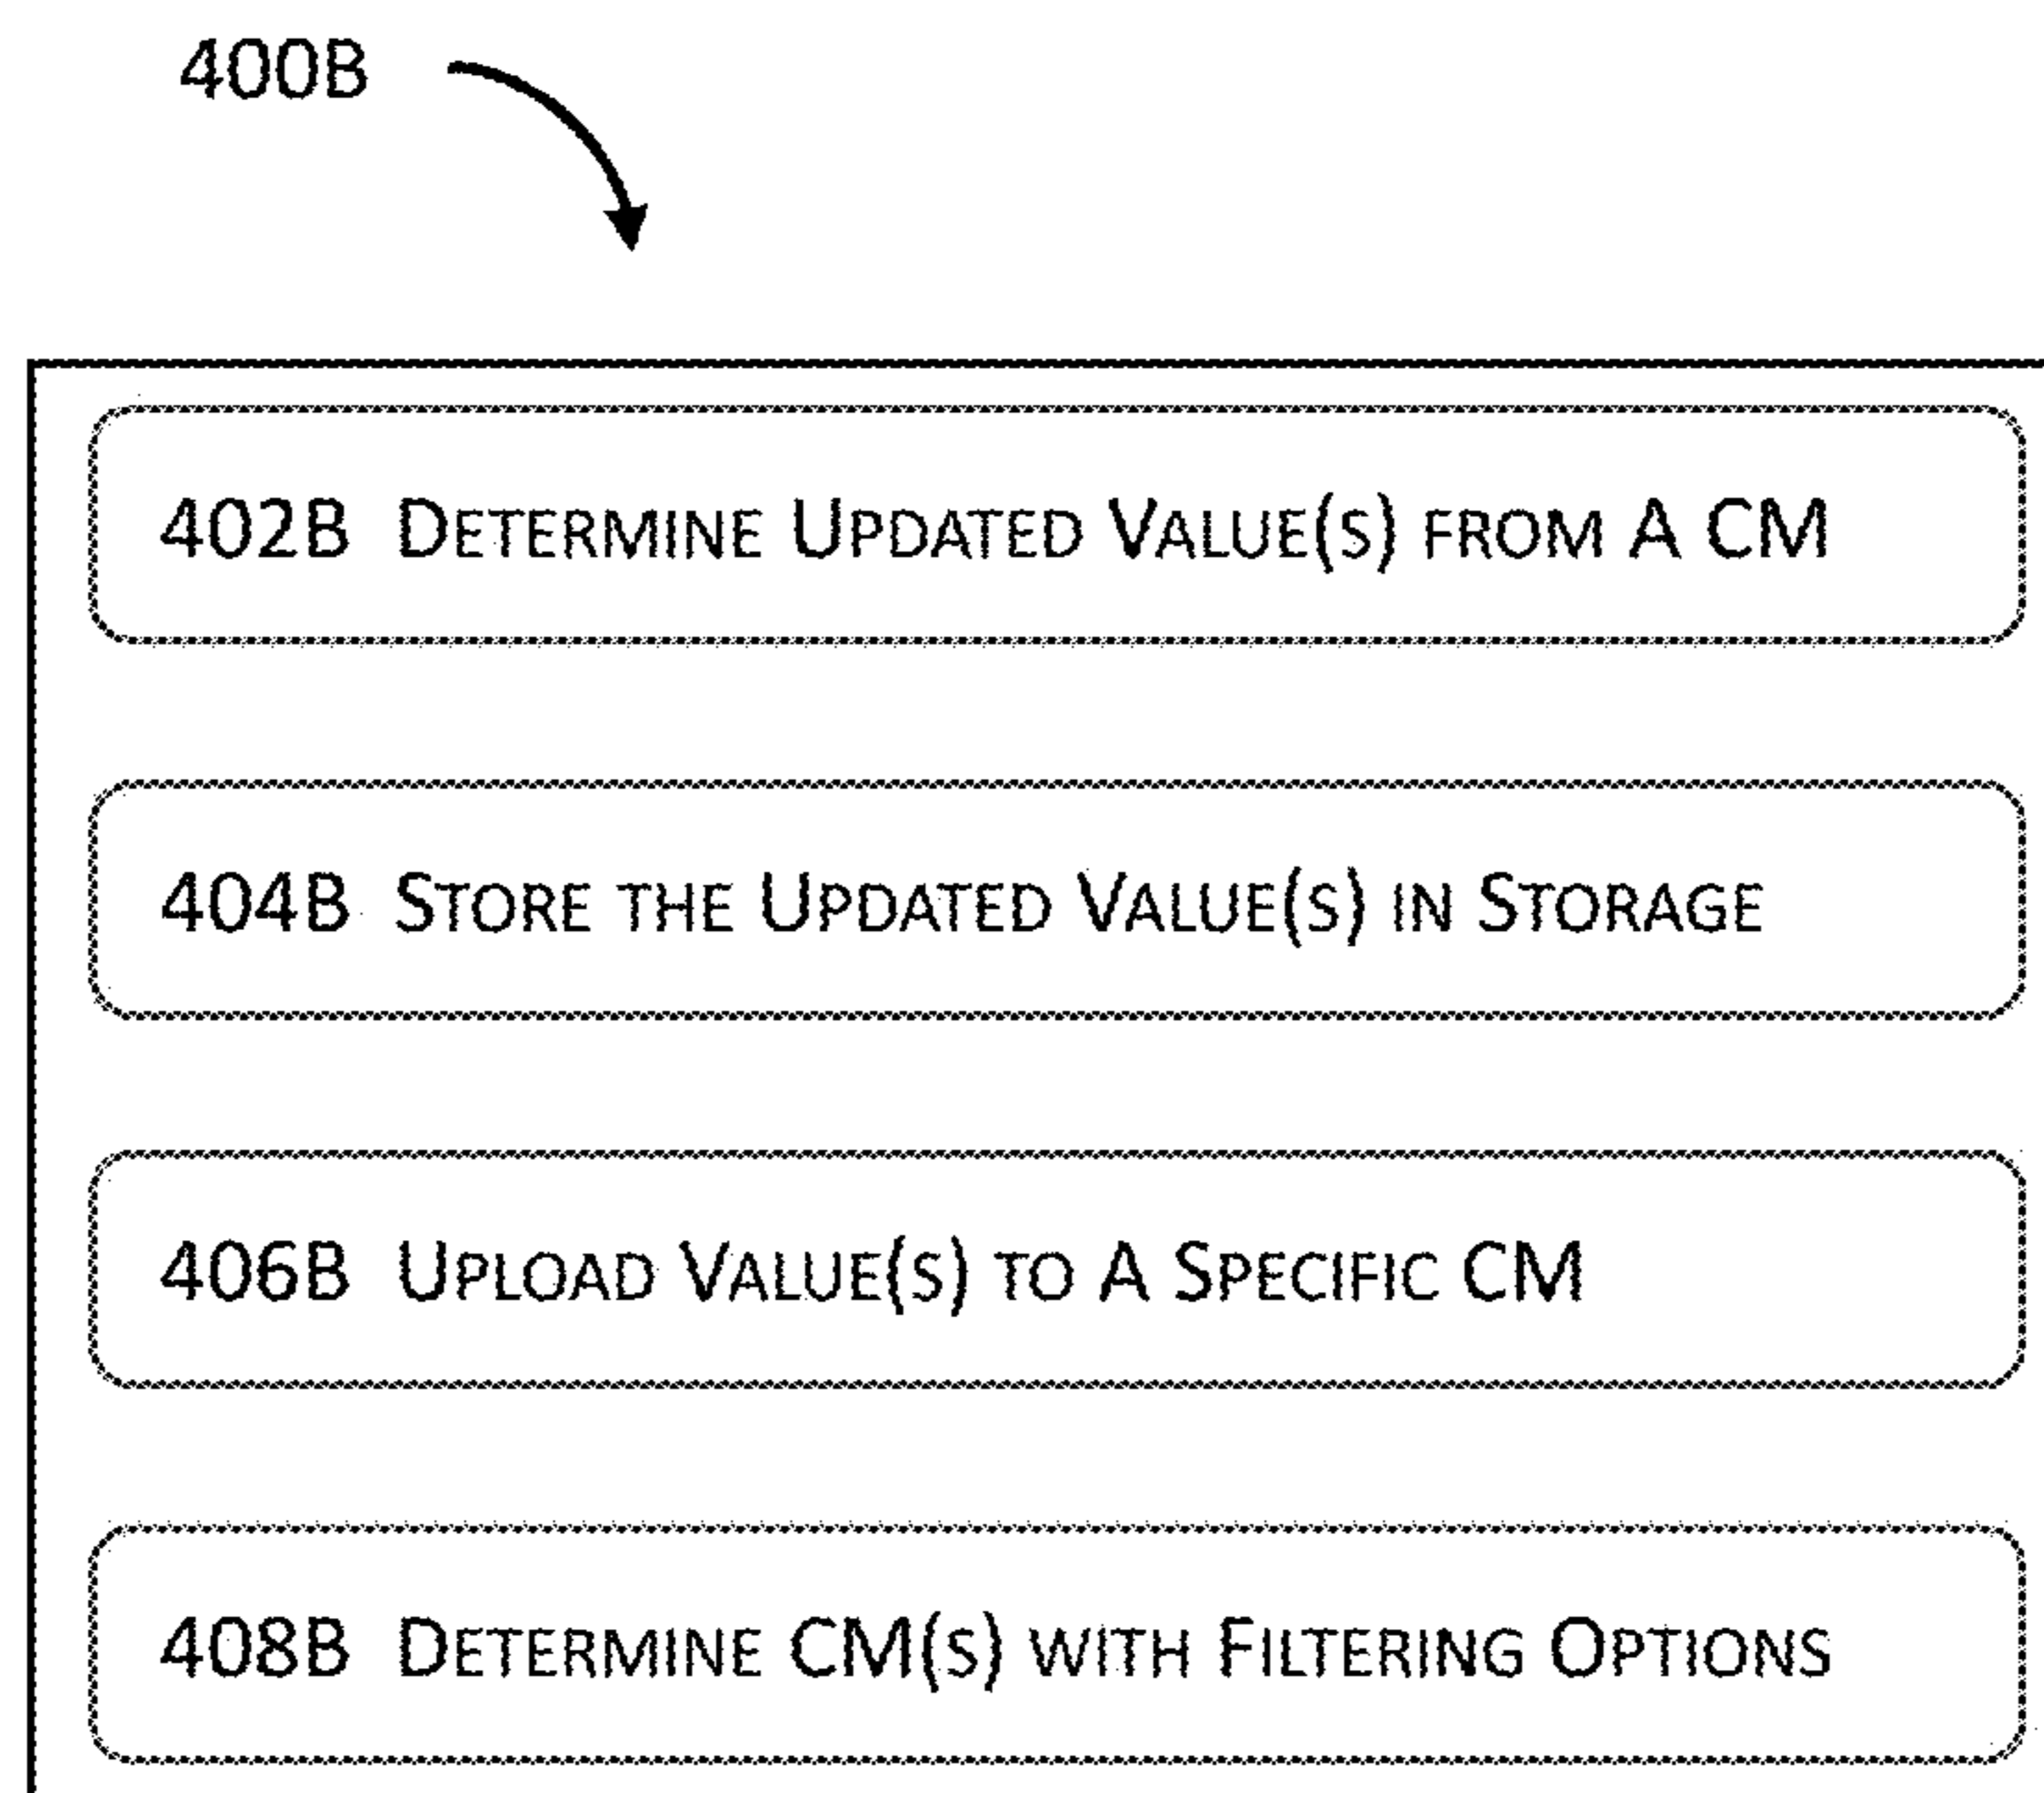 400B
402B Determine Updated Value(s) from A CM
404B Store the Updated Value(s) in Storage
406B Upload Value(s) to A Specific CM
408B Determine CM(s) with Filtering Options